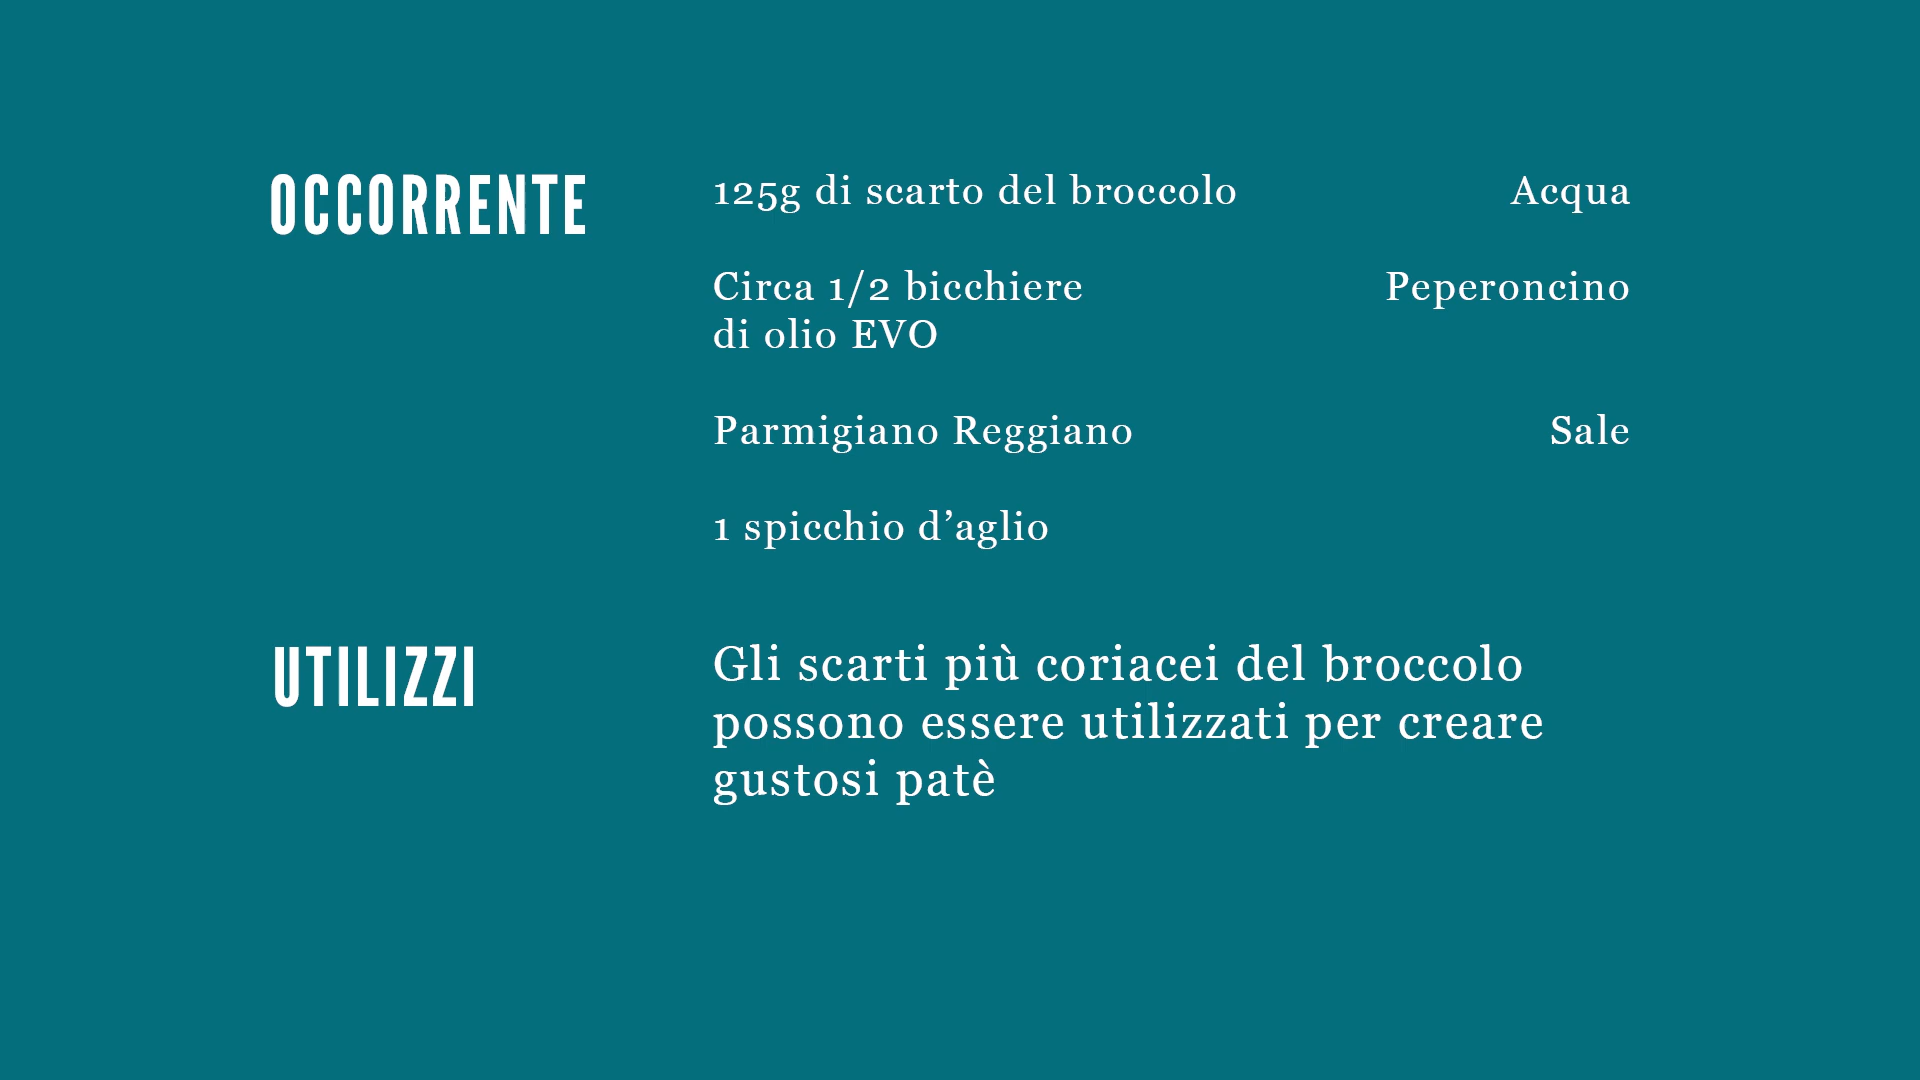 OCCORRENTE
125g di scarto del broccolo
Acqua
Circa 1/2 bicchiere
di olio EVO
Peperoncino
Parmigiano Reggiano
Sale
1 spicchio d’aglio
UTILIZZI
Gli scarti più coriacei del broccolo
possono essere utilizzati per creare
gustosi patè